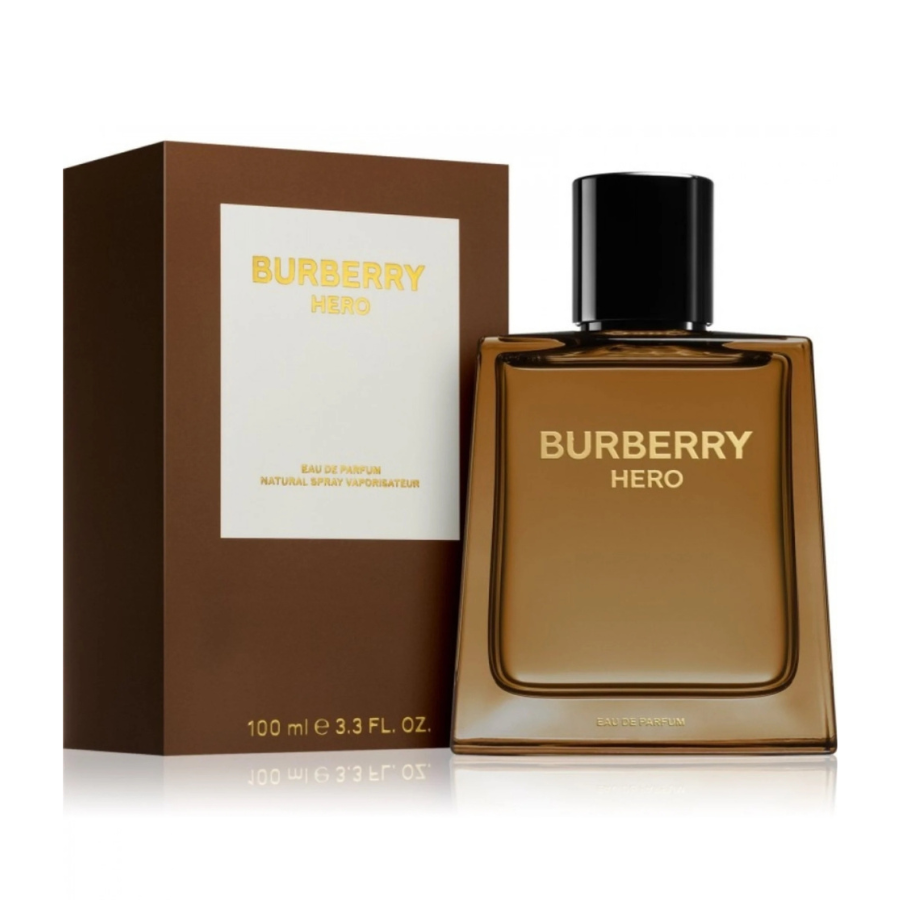 BURBERRY
HERO
EAU DE PARFUM
NATURAL SPRAY VAPORISATEUR
100 ml ℮ 3.3 FL. OZ.
BURBERRY
HERO
EAU DE PARFUM